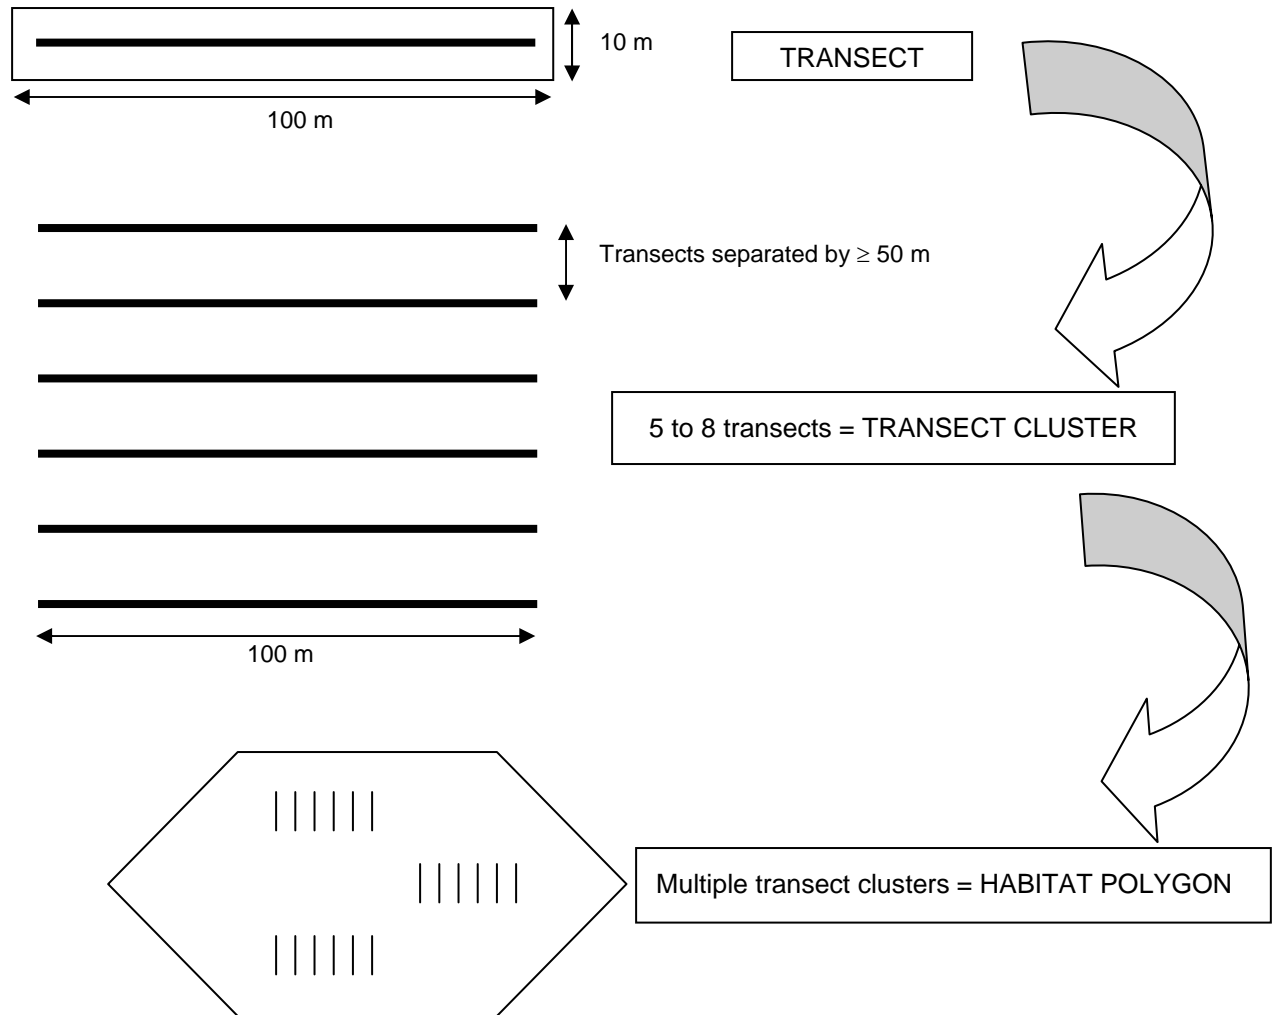 10 m
TRANSECT
100 m
Transects separated by ≥ 50 m
5 to 8 transects = TRANSECT CLUSTER
100 m
Multiple transect clusters = HABITAT POLYGON